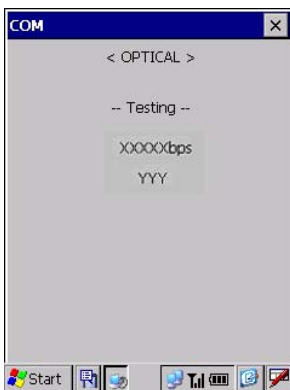 COM
< OPTICAL >
-- Testing --
XXXXXbps
YYY
Start